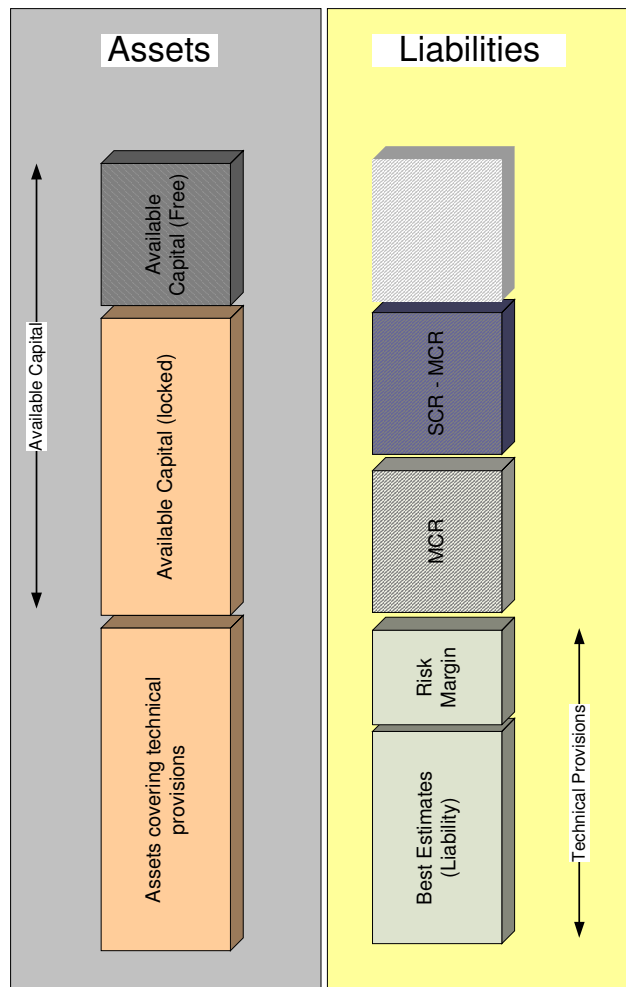 Assets
Available Capital
Available
Capital (Free)
Available Capital (locked)
Assets covering technical
provisions
Liabilities
SCR - MCR
MCR
Risk
Margin
Best Estimates
(Liability)
Technical Provisions